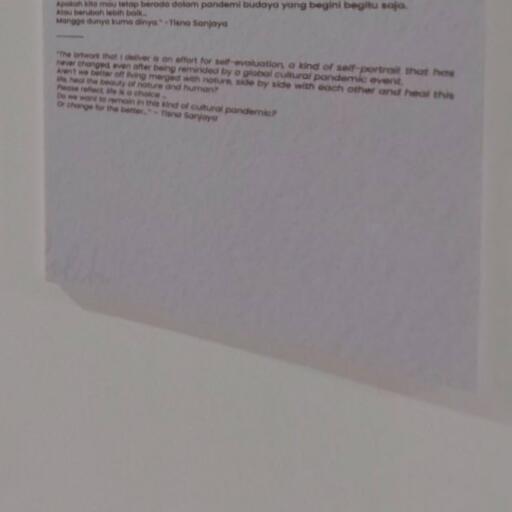 Apakah kita mau tetap berada dalam pandemi budaya yang begini begitu saja.
Atau berubah lebih baik...
Mangga dunya kuma dinya." -Tisna Sanjaya
"The artwork that I deliver is an effort for self-evaluation, a kind of self-portrait that has
never changed, even after being reminded by a global cultural pandemic event.
Aren't we better off living merged with nature, side by side with each other and heal this
life, heal the beauty of nature and human?
Please reflect, life is a choice ...
Do we want to remain in this kind of cultural pandemic?
Or change for the better..." - Tisna Sanjaya